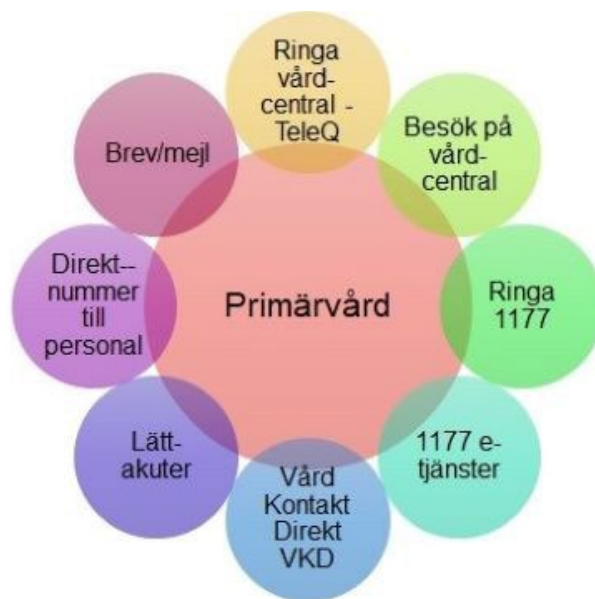 Ringa
vård-
central -
TeleQ
Besök på
vård-
central
Ringa
1177
1177 e-
tjänster
Vård
Kontakt
Direkt
VKD
Lätt-
akuter
Direkt--
nummer
till
personal
Brev/mejl
Primärvård